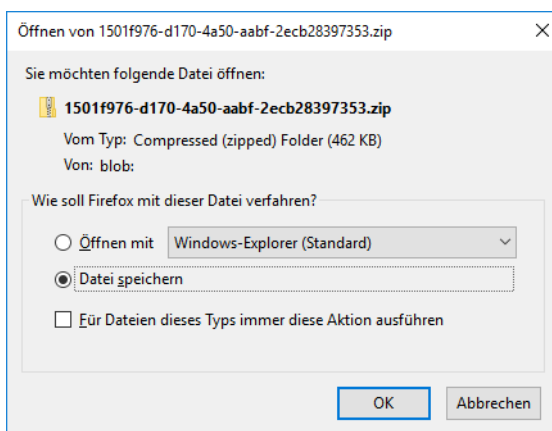 Öffnen von 1501f976-d170-4a50-aabf-2ecb28397353.zip
Sie möchten folgende Datei öffnen:
1501f976-d170-4a50-aabf-2ecb28397353.zip
Vom Typ: Compressed (zipped) Folder (462 KB)
Von: blob:
Wie soll Firefox mit dieser Datei verfahren?
Öffnen mit Windows-Explorer (Standard)
Datei speichern
Für Dateien dieses Typs immer diese Aktion ausführen
OK Abbrechen